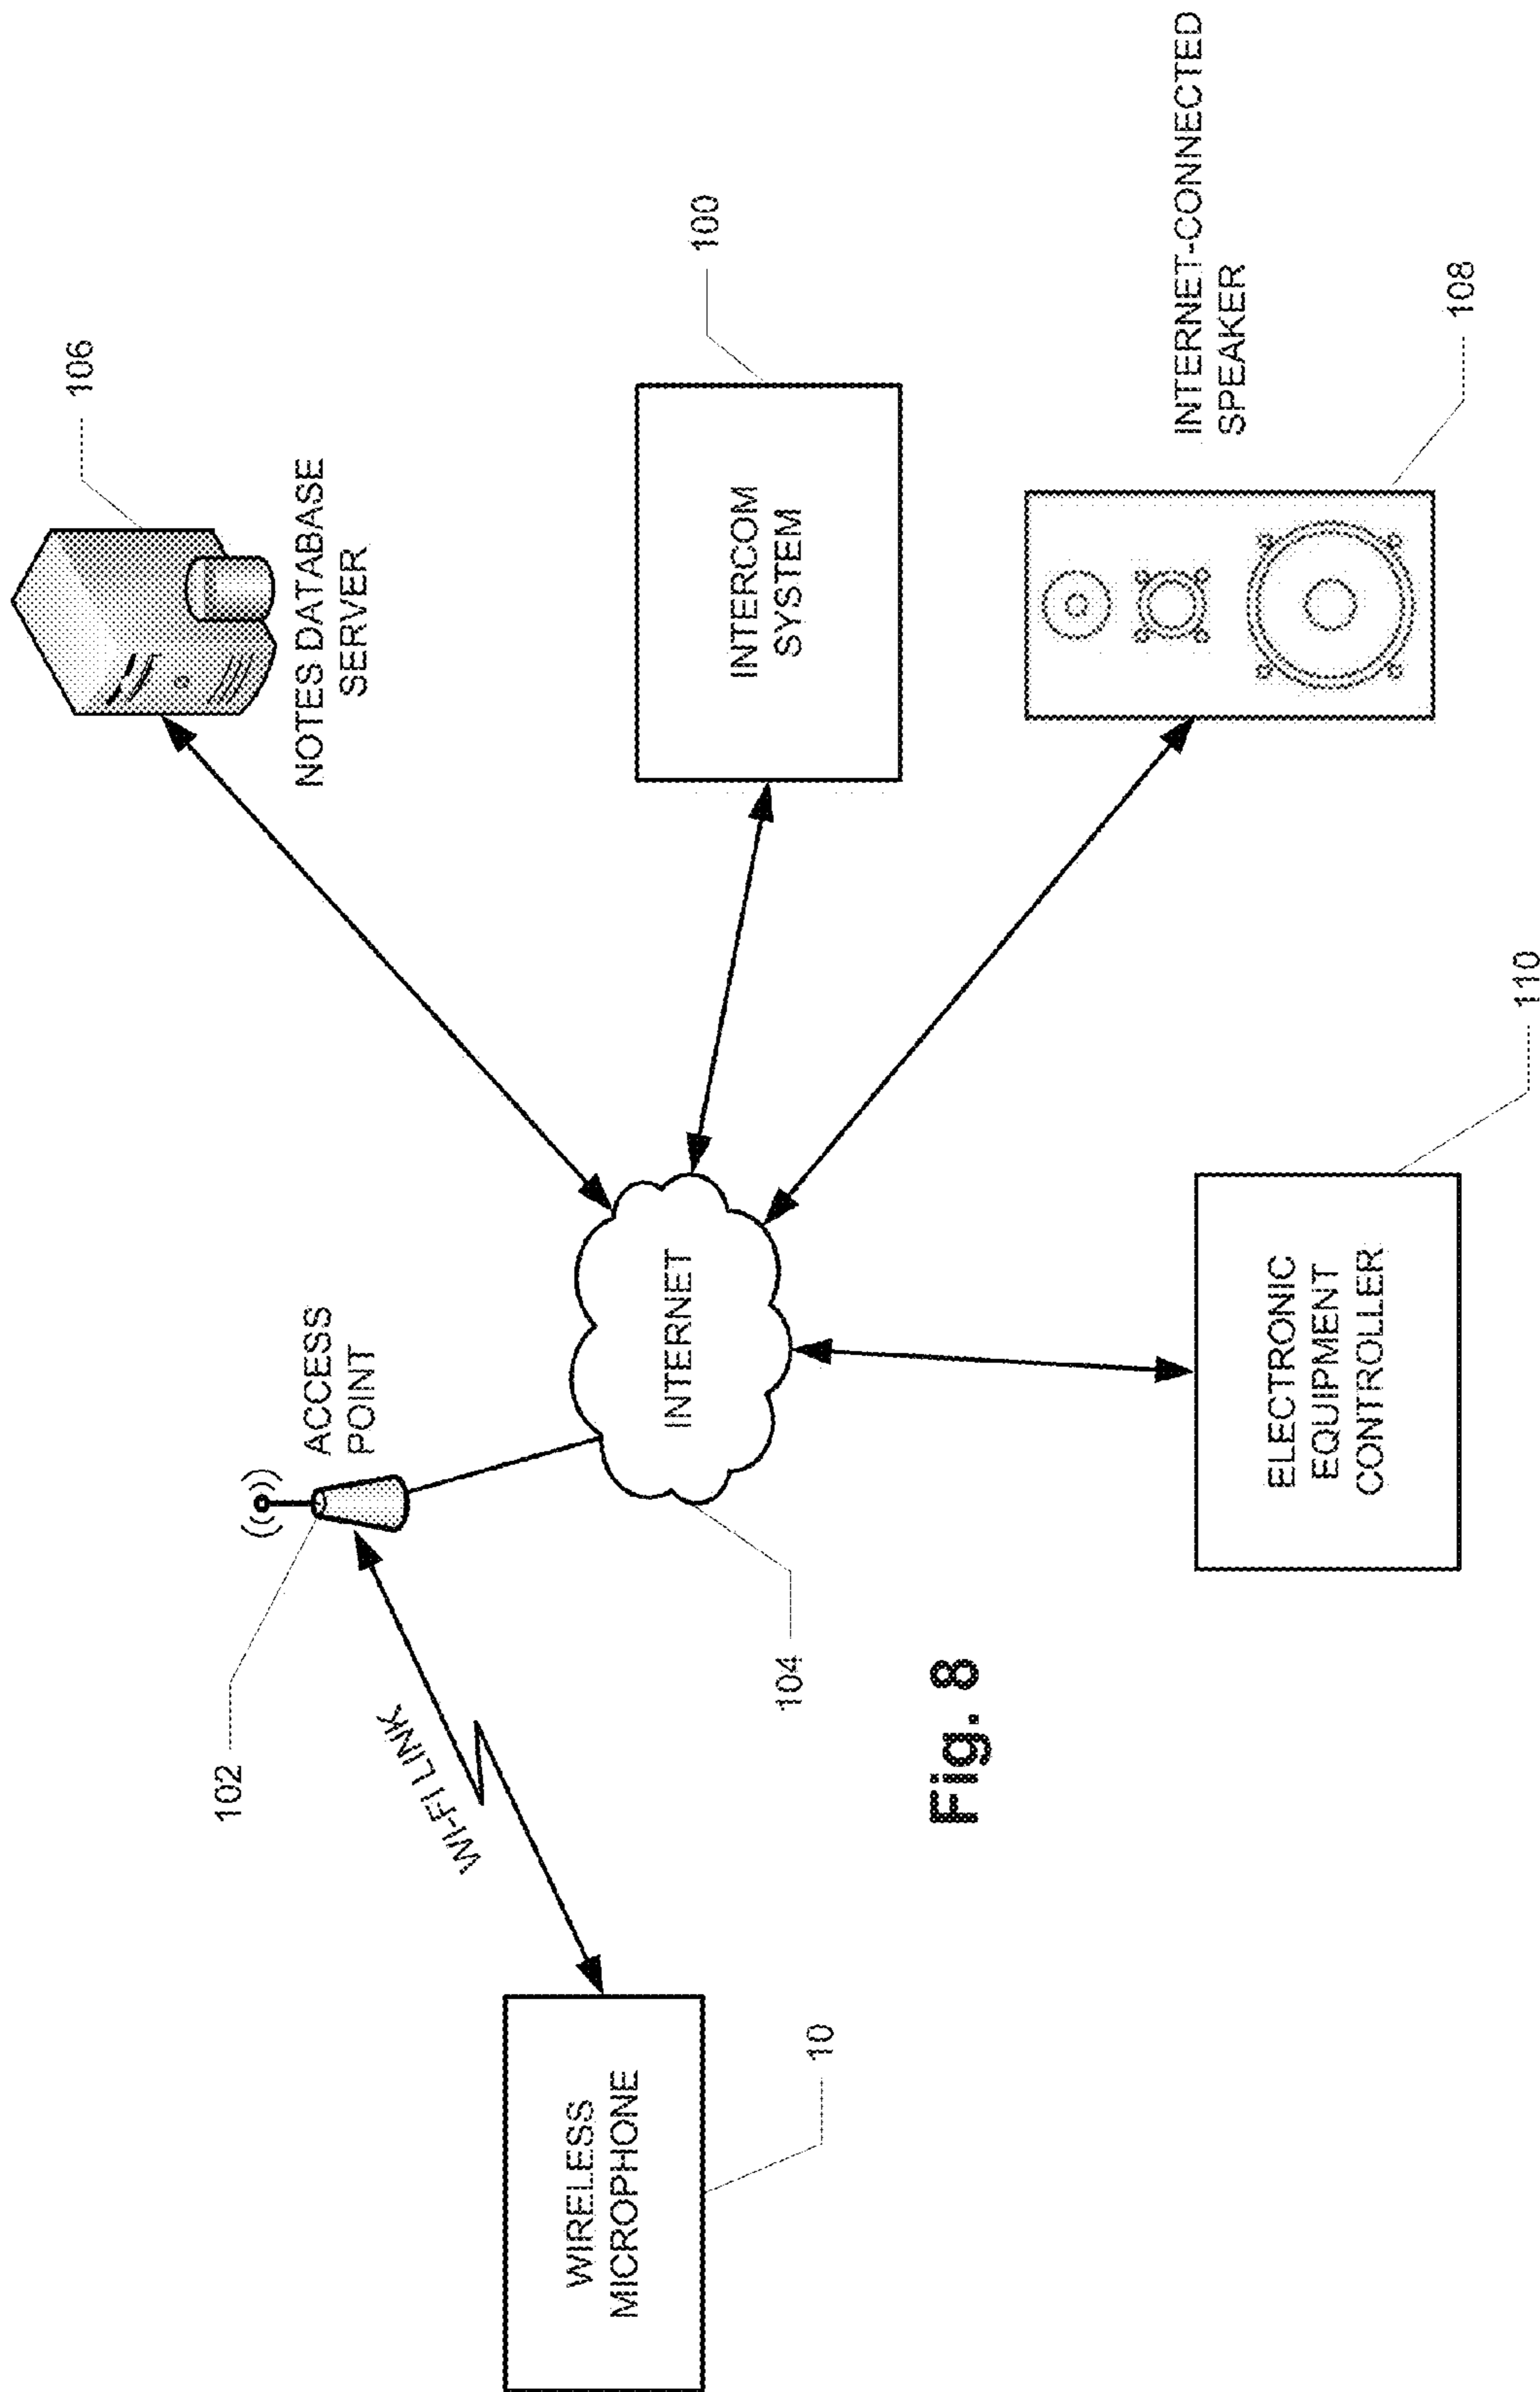 106
NOTES DATABASE
SERVER
102
ACCESS
POINT
WI-FI LINK
WIRELESS
MICROPHONE
10
INTERNET
104
INTERCOM
SYSTEM
100
INTERNET-CONNECTED
SPEAKER
108
ELECTRONIC
EQUIPMENT
CONTROLLER
110
Fig. 8